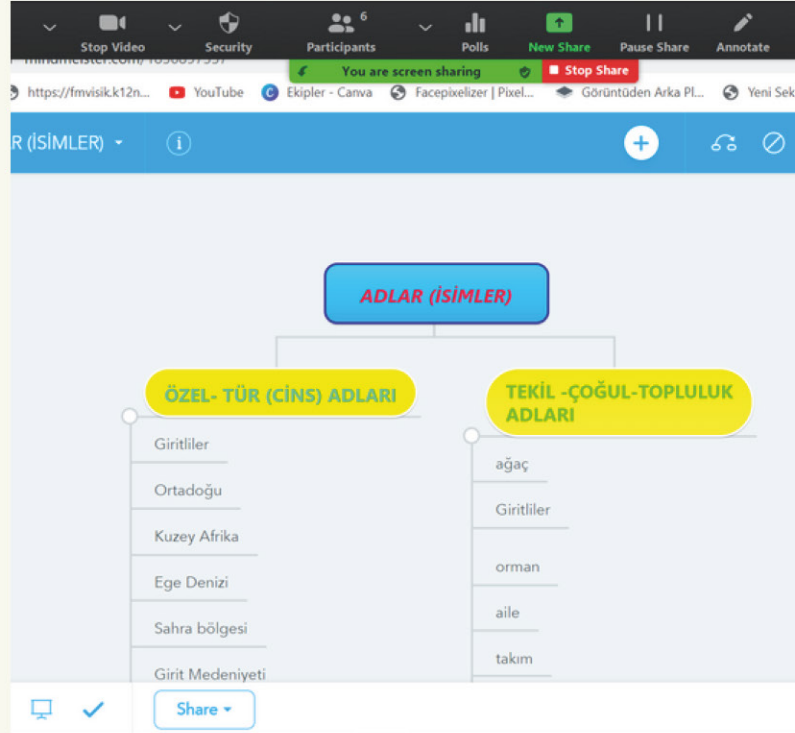 6
Stop Video Security Participants Polls New Share Pause Share Annotate
You are screen sharing Stop Share
https://fmvisik.k12n... YouTube Ekipler - Canva Facepixelizer | Pixel... Görüntüden Arka Pl... Yeni Sek
R (İSİMLER)
ADLAR (İSİMLER)
ÖZEL- TÜR (CİNS) ADLARI
Giritliler
Ortadoğu
Kuzey Afrika
Ege Denizi
Sahra bölgesi
Girit Medeniyeti
TEKİL -ÇOĞUL-TOPLULUK
ADLARI
ağaç
Giritliler
orman
aile
takım
Share